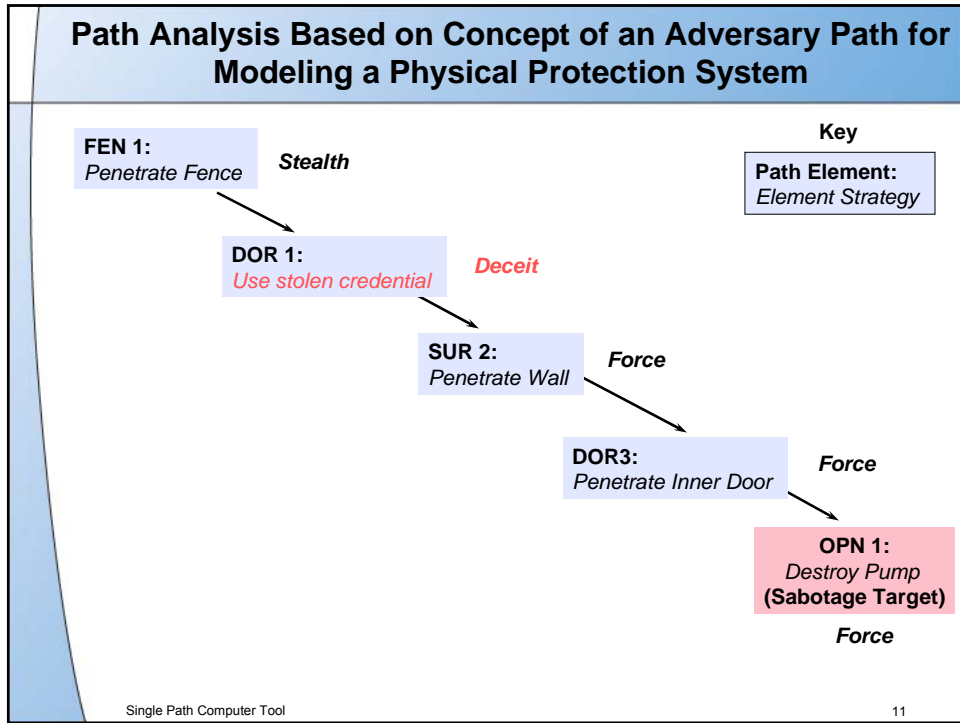 Path Analysis Based on Concept of an Adversary Path for
Modeling a Physical Protection System
Key
FEN 1:
Penetrate Fence
Stealth
Path Element:
Element Strategy
DOR 1:
Use stolen credential
Deceit
SUR 2:
Penetrate Wall
Force
DOR3:
Penetrate Inner Door
Force
OPN 1:
Destroy Pump
(Sabotage Target)
Force
Single Path Computer Tool
11